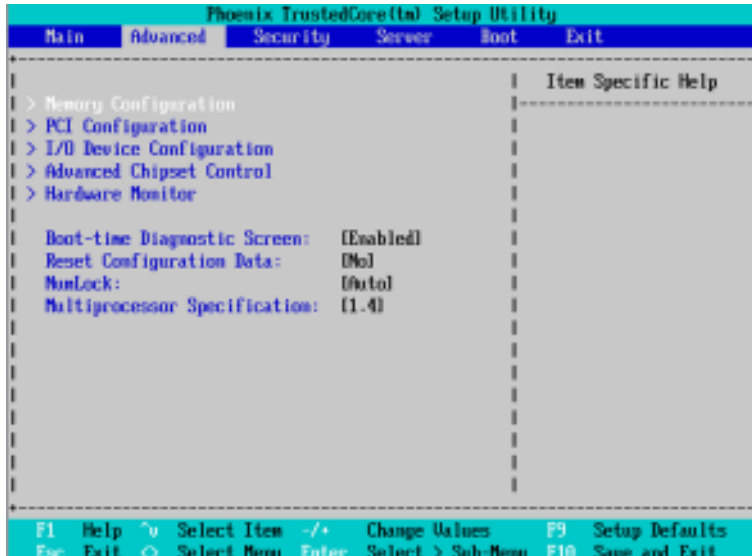 Phoenix TrustedCore(tm) Setup Utility
Main Advanced Security Server Boot Exit
Item Specific Help
> Memory Configuration
> PCI Configuration
> I/O Device Configuration
> Advanced Chipset Control
> Hardware Monitor
Boot-time Diagnostic Screen: [Enabled]
Reset Configuration Data: [No]
NumLock: [Auto]
Multiprocessor Specification: [1.4]
F1 Help ^v Select Item -/+ Change Values F9 Setup Defaults
Esc Exit <> Select Menu Enter Select > Sub-Menu F10 Save and Exit